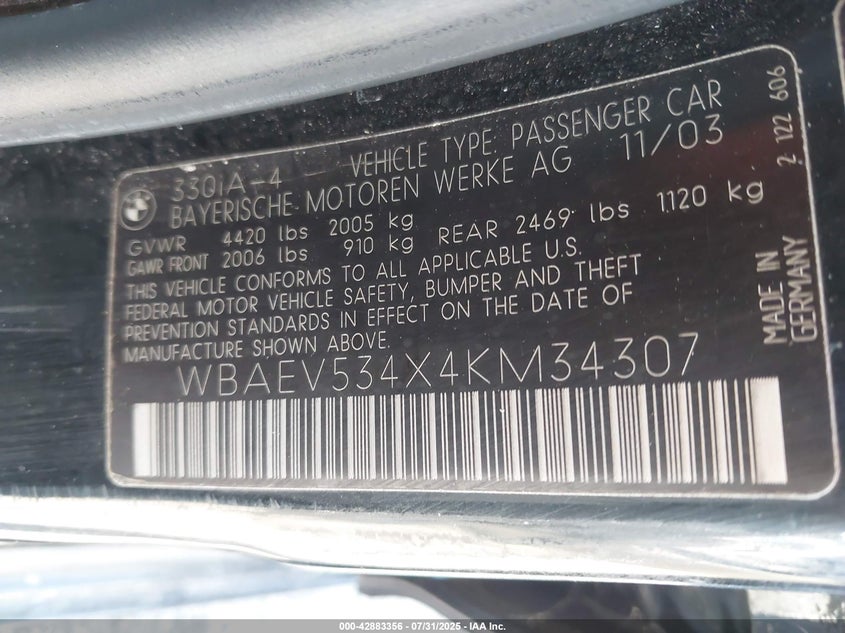 330iA-4 VEHICLE TYPE: PASSENGER CAR
BAYERISCHE MOTOREN WERKE AG 11/03
GVWR 4420 lbs 2005 kg
GAWR FRONT 2006 lbs 910 kg REAR 2469 lbs 1120 kg
THIS VEHICLE CONFORMS TO ALL APPLICABLE U.S.
FEDERAL MOTOR VEHICLE SAFETY, BUMPER AND THEFT
PREVENTION STANDARDS IN EFFECT ON THE DATE OF
MANUFACTURE SHOWN ABOVE.
WBAEV534X4KM34307
2 122 606
MADE IN
GERMANY
000-42883356 - 07/31/2025 - IAA Inc.